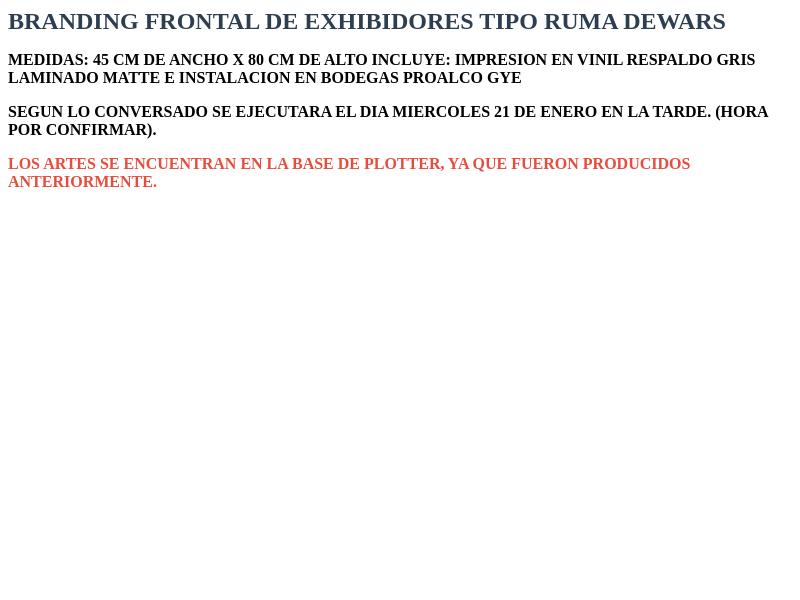 BRANDING FRONTAL DE EXHIBIDORES TIPO RUMA DEWARS
MEDIDAS: 45 CM DE ANCHO X 80 CM DE ALTO INCLUYE: IMPRESION EN VINIL RESPALDO GRIS
LAMINADO MATTE E INSTALACION EN BODEGAS PROALCO GYE
SEGUN LO CONVERSADO SE EJECUTARA EL DIA MIERCOLES 21 DE ENERO EN LA TARDE. (HORA
POR CONFIRMAR).
LOS ARTES SE ENCUENTRAN EN LA BASE DE PLOTTER, YA QUE FUERON PRODUCIDOS
ANTERIORMENTE.